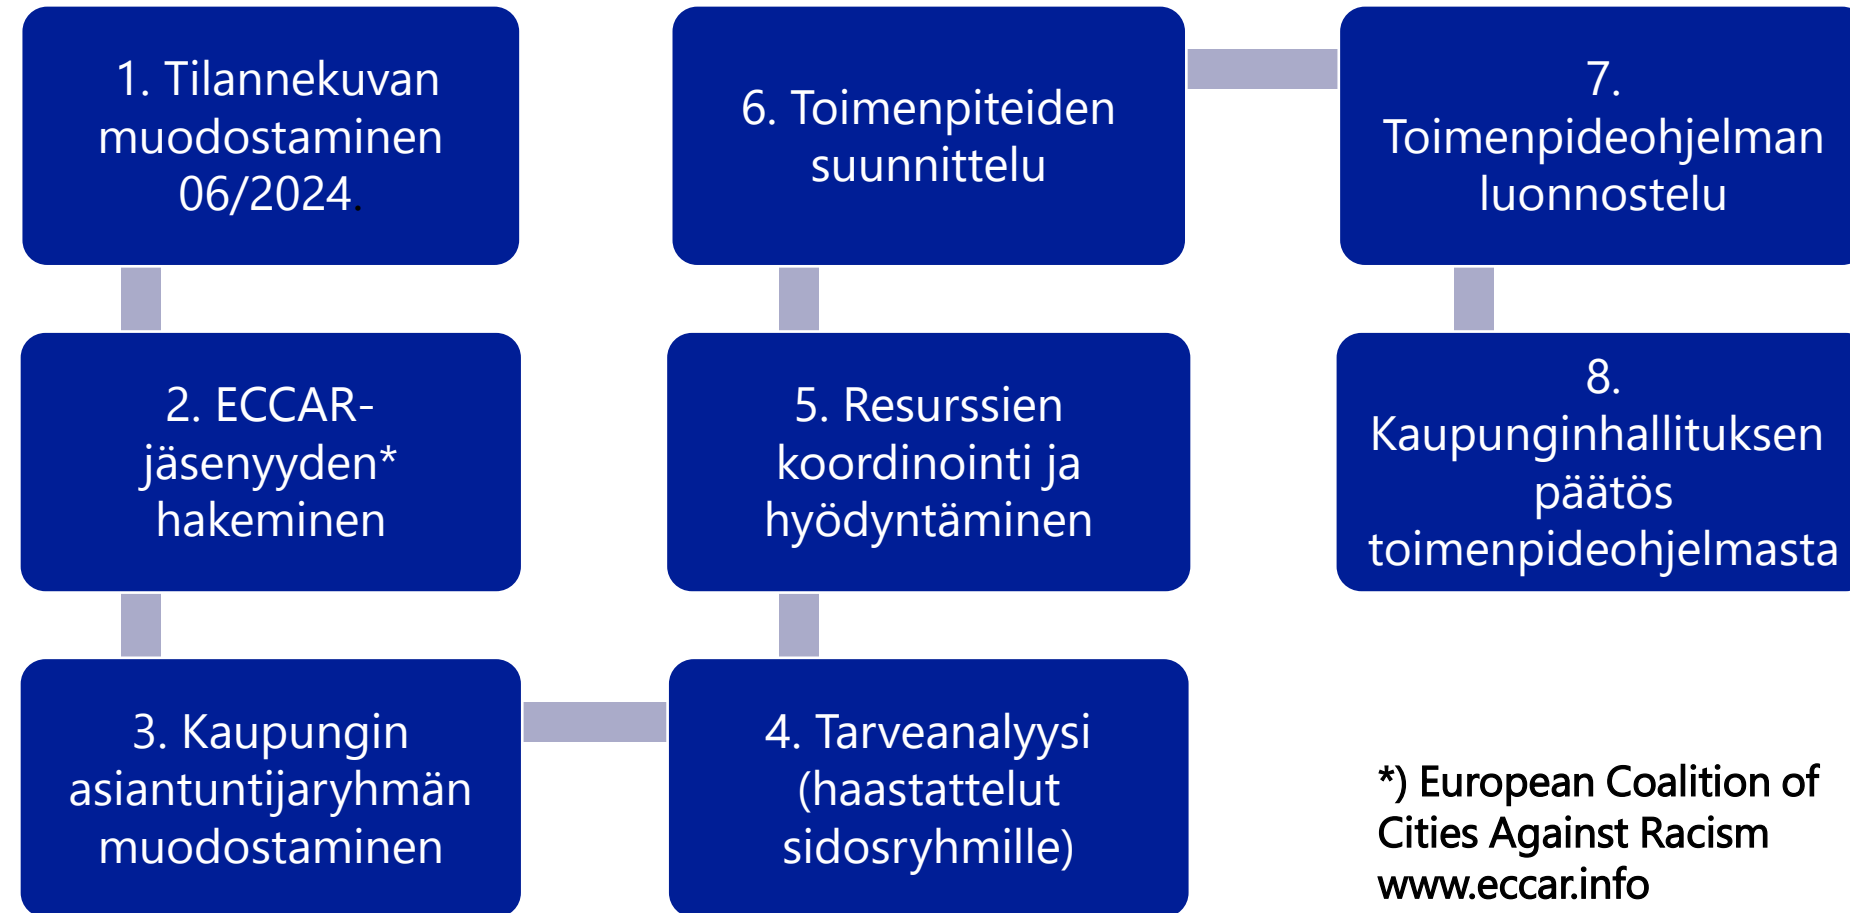 1. Tilannekuvan
muodostaminen
06/2024.
2. ECCAR-
jäsenyyden*
hakeminen
3. Kaupungin
asiantuntijaryhmän
muodostaminen
4. Tarveanalyysi
(haastattelut
sidosryhmille)
5. Resurssien
koordinointi ja
hyödyntäminen
6. Toimenpiteiden
suunnittelu
7.
Toimenpideohjelman
luonnostelu
8.
Kaupunginhallituksen
päätös
toimenpideohjelmasta
*) European Coalition of
Cities Against Racism
www.eccar.info